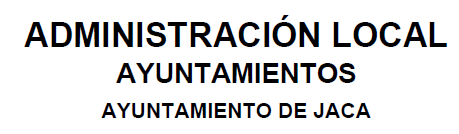 ADMINISTRACIÓN LOCAL
AYUNTAMIENTOS
AYUNTAMIENTO DE JACA